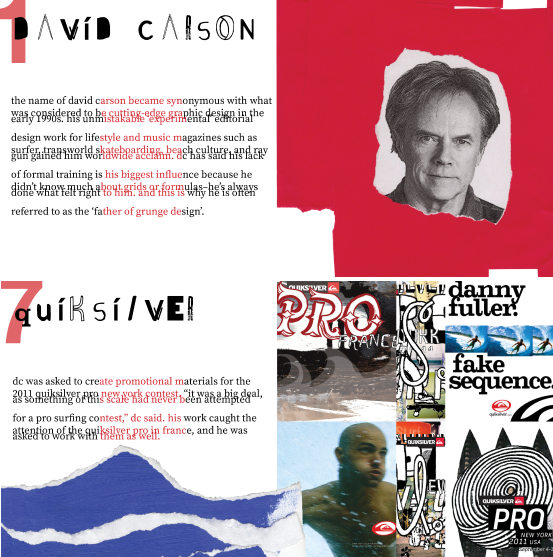 1
DAVID CARSON
the name of david carson became synonymous with what
was considered to be cutting-edge graphic design in the
early 1990s. his unmistakable 'experimental' editorial
design work for lifestyle and music magazines such as
surfer, transworld skateboarding, beach culture, and ray
gun gained him worldwide acclaim. dc has said his lack
of formal training is his biggest influence because he
didn't know much about grids or formulas–he's always
done what felt right to him. and this is why he is often
referred to as the 'father of grunge design'.
7
quiksilver
dc was asked to create promotional materials for the
2011 quiksilver pro new york contest. "it was a big deal,
as something of this scale had never been attempted
for a pro surfing contest," dc said. his work caught the
attention of the quiksilver pro in france, and he was
asked to work with them as well.
QUIKSILVER
PRO
FRANCE
danny
fuller!
fake
sequence.
quiksilver
QUIKSILVER
QUIKSILVER
PRO
NEW YORK
2011 USA